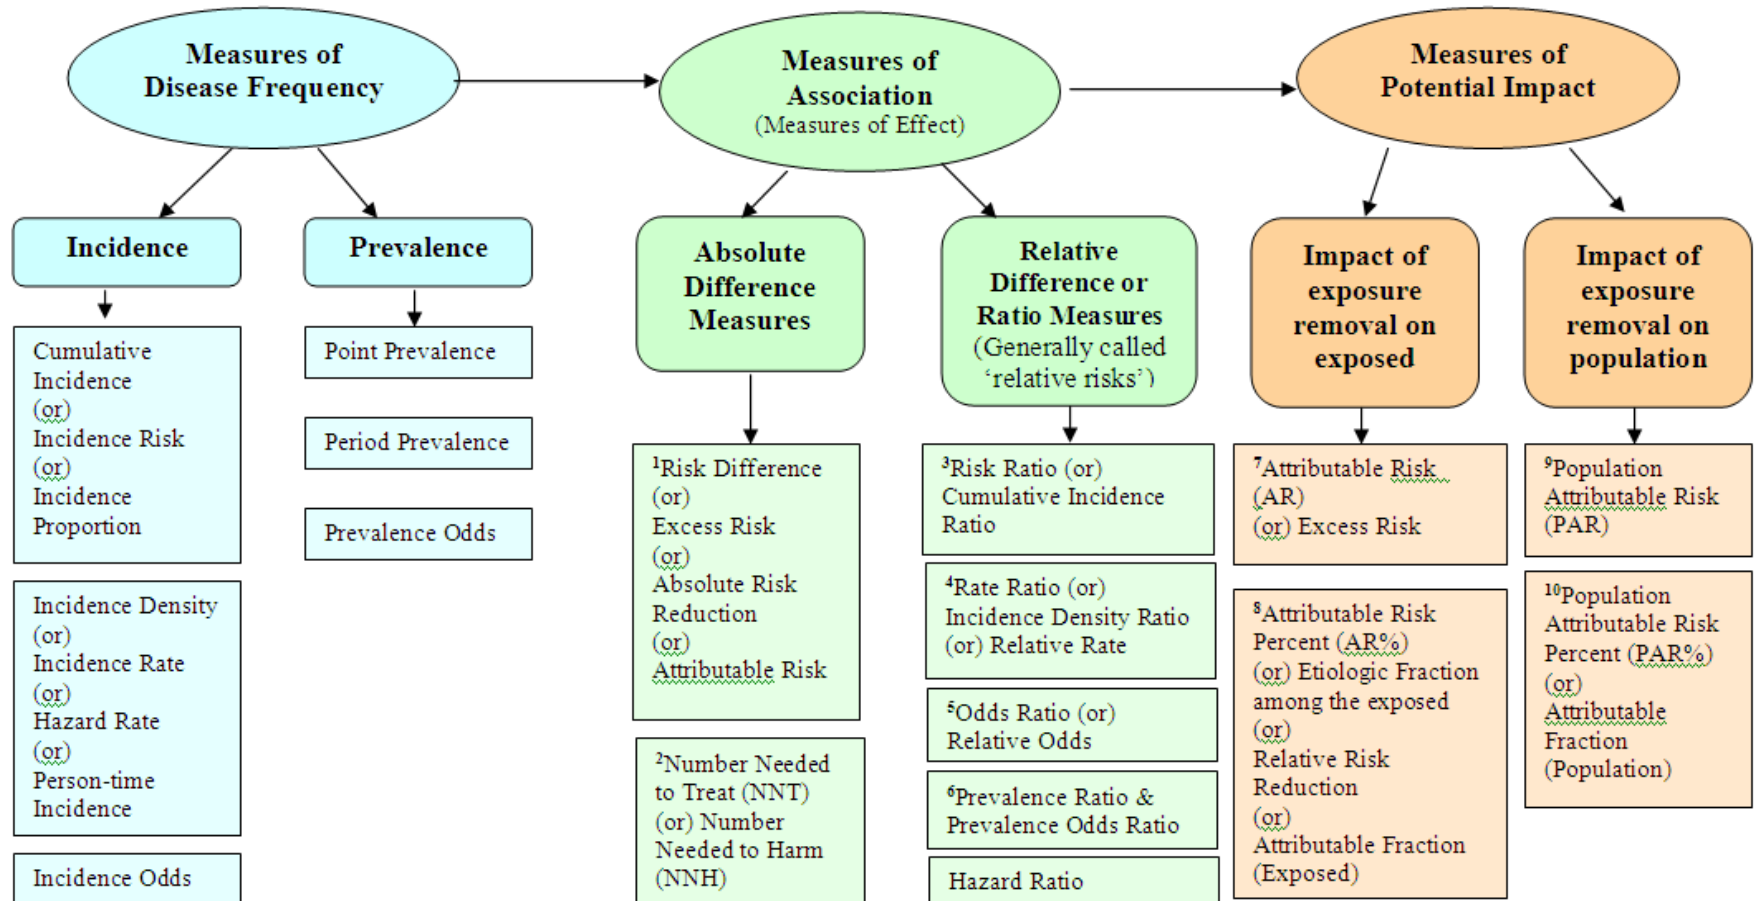 Measures of
Disease Frequency
Measures of
Association
(Measures of Effect)
Measures of
Potential Impact
Incidence
Prevalence
Absolute
Difference
Measures
Relative
Difference or
Ratio Measures
(Generally called
‘relative risks’)
Impact of
exposure
removal on
exposed
Impact of
exposure
removal on
population
Cumulative
Incidence
(or)
Incidence Risk
(or)
Incidence
Proportion
Incidence Density
(or)
Incidence Rate
(or)
Hazard Rate
(or)
Person-time
Incidence
Incidence Odds
Point Prevalence
Period Prevalence
Prevalence Odds
¹Risk Difference
(or)
Excess Risk
(or)
Absolute Risk
Reduction
(or)
Attributable Risk
²Number Needed
to Treat (NNT)
(or) Number
Needed to Harm
(NNH)
³Risk Ratio (or)
Cumulative Incidence
Ratio
⁴Rate Ratio (or)
Incidence Density Ratio
(or) Relative Rate
⁵Odds Ratio (or)
Relative Odds
⁶Prevalence Ratio &
Prevalence Odds Ratio
Hazard Ratio
⁷Attributable Risk
(AR)
(or) Excess Risk
⁸Attributable Risk
Percent (AR%)
(or) Etiologic Fraction
among the exposed
(or)
Relative Risk
Reduction
(or)
Attributable Fraction
(Exposed)
⁹Population
Attributable Risk
(PAR)
¹⁰Population
Attributable Risk
Percent (PAR%)
(or)
Attributable
Fraction
(Population)